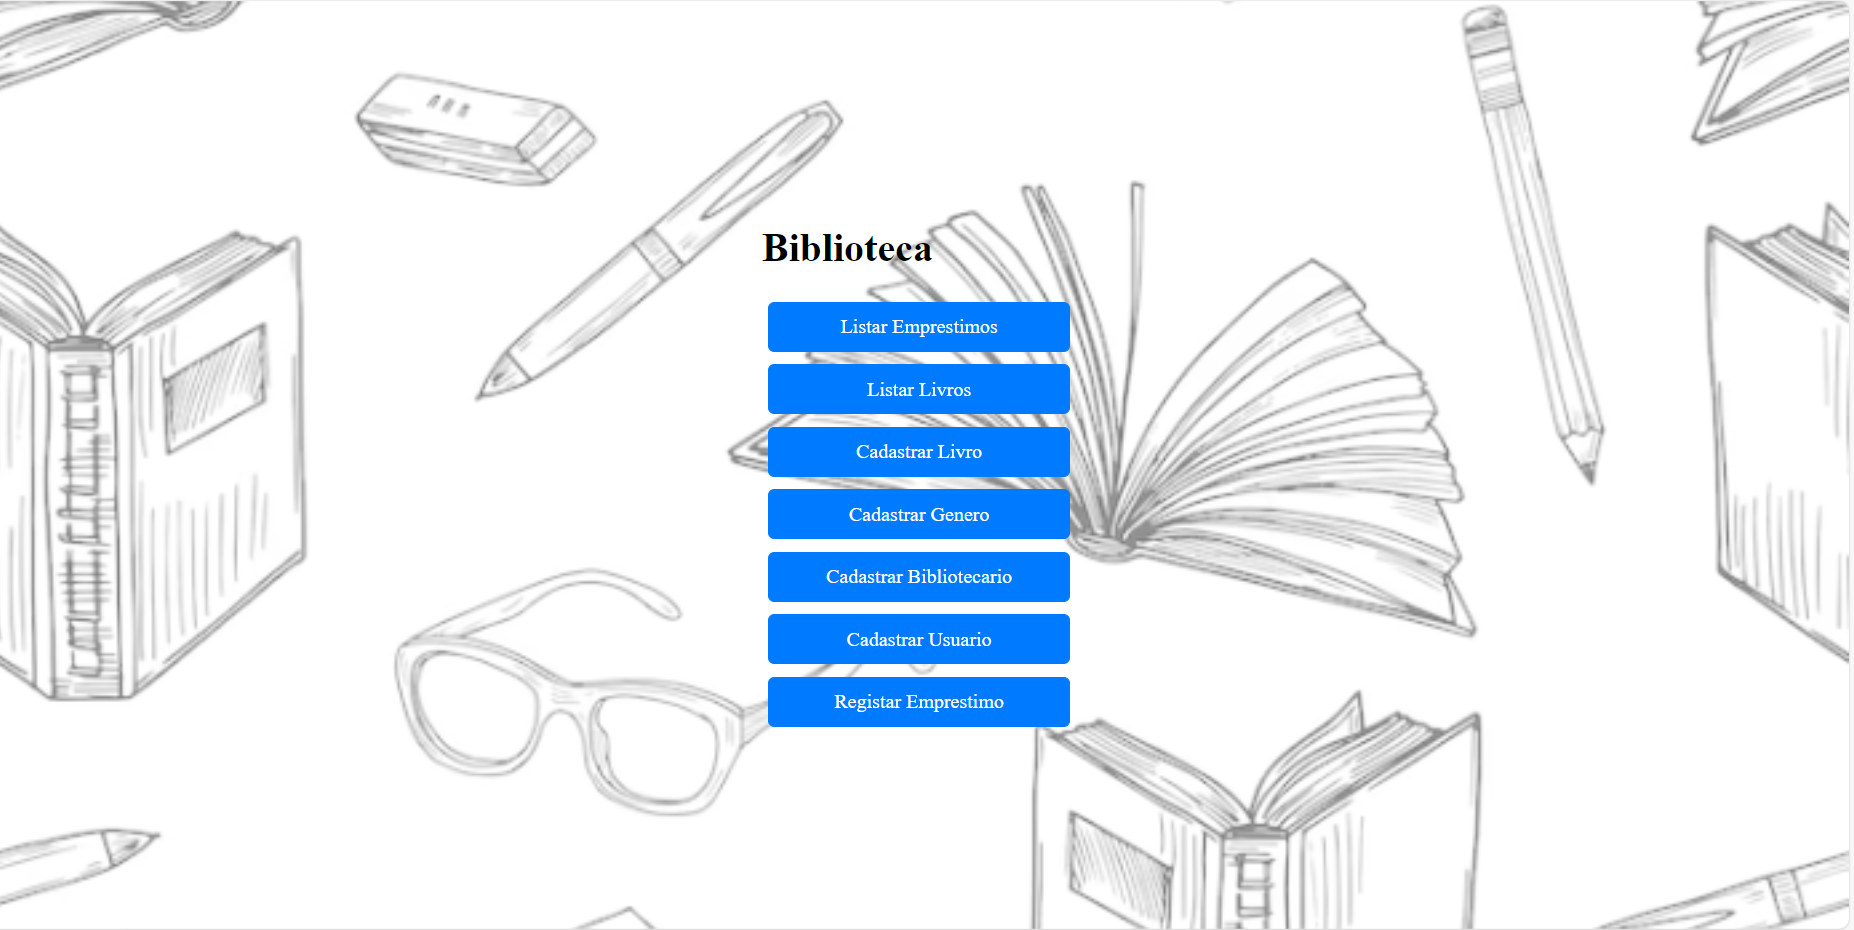 Biblioteca
Listar Emprestimos
Listar Livros
Cadastrar Livro
Cadastrar Genero
Cadastrar Bibliotecario
Cadastrar Usuario
Registar Emprestimo